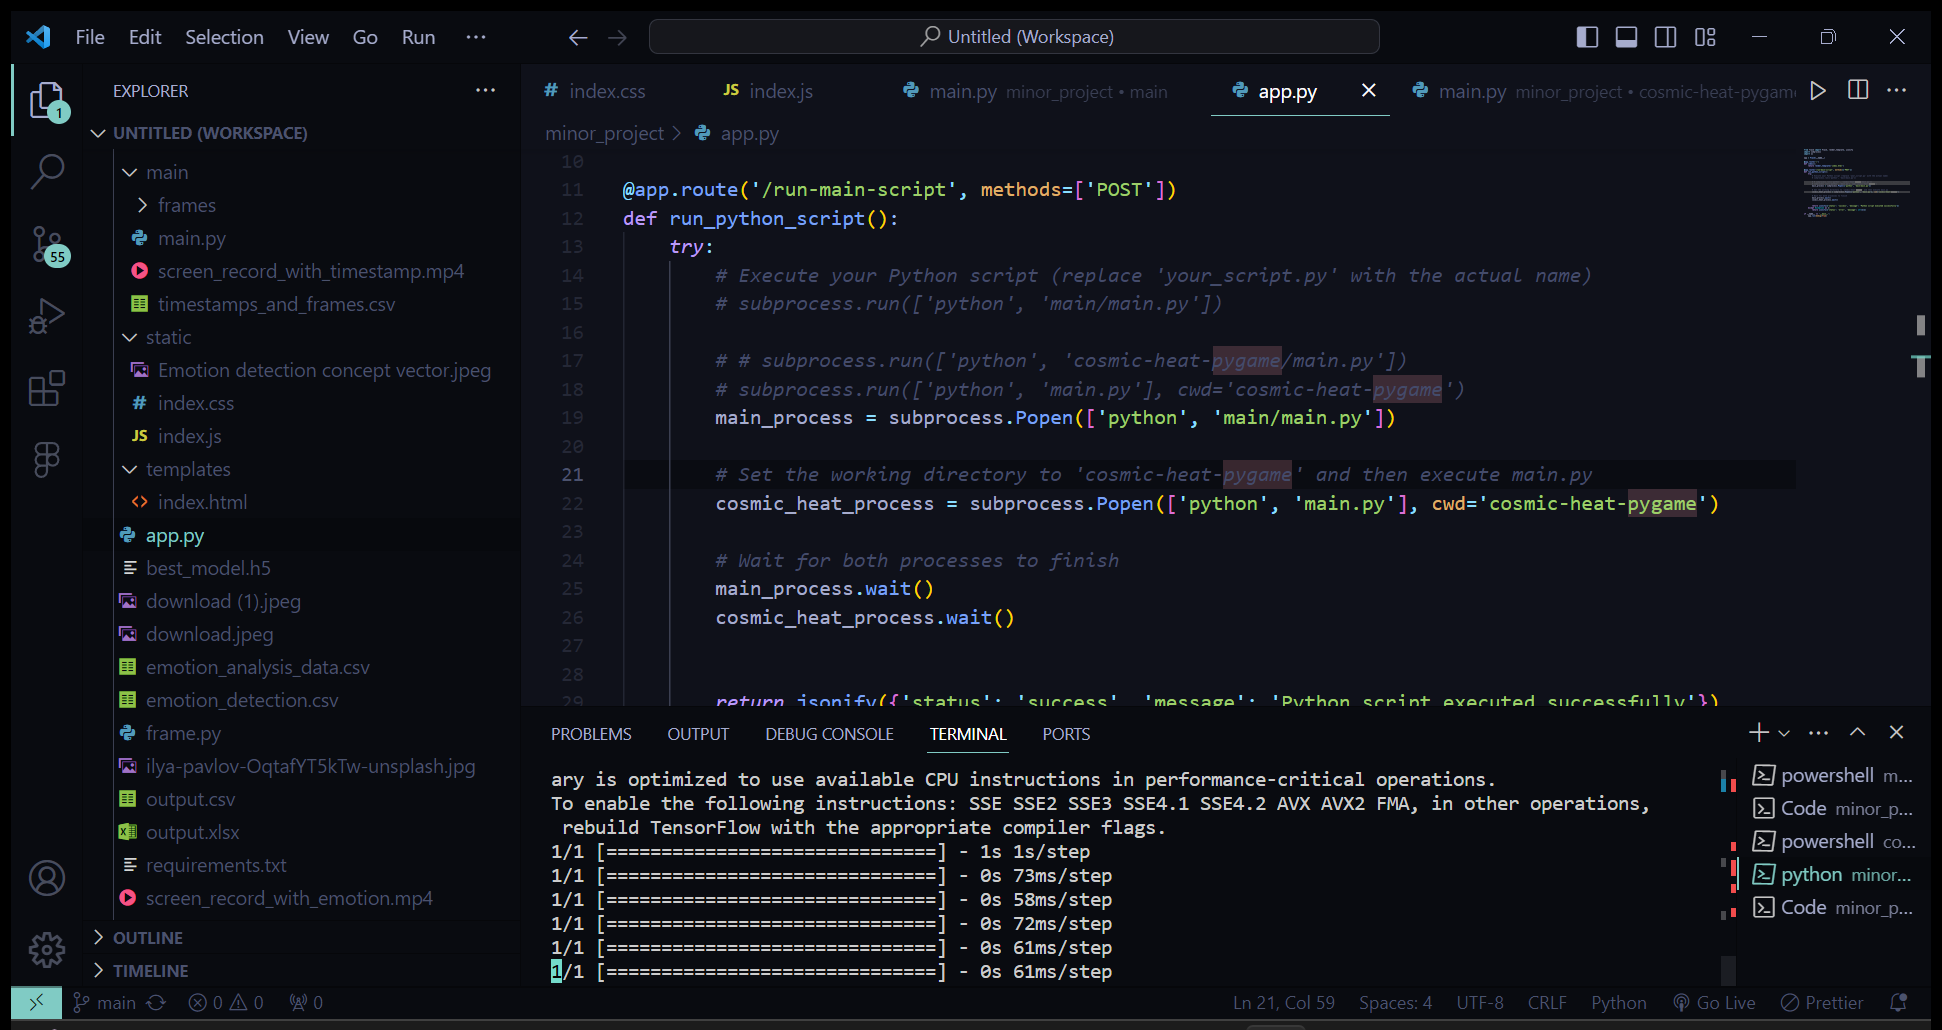 File Edit Selection View Go Run ···
Untitled (Workspace)
EXPLORER ···
UNTITLED (WORKSPACE)
1
55
main
frames
main.py
screen_record_with_timestamp.mp4
timestamps_and_frames.csv
static
Emotion detection concept vector.jpeg
# index.css
JS index.js
templates
<> index.html
app.py
best_model.h5
download (1).jpeg
download.jpeg
emotion_analysis_data.csv
emotion_detection.csv
frame.py
ilya-pavlov-OqtafYT5kTw-unsplash.jpg
output.csv
output.xlsx
requirements.txt
screen_record_with_emotion.mp4
OUTLINE
TIMELINE
# index.css JS index.js main.py minor_project • main app.py main.py minor_project • cosmic-heat-pygame
minor_project > app.py
10
11 @app.route('/run-main-script', methods=['POST'])
12 def run_python_script():
13 try:
14 # Execute your Python script (replace 'your_script.py' with the actual name)
15 # subprocess.run(['python', 'main/main.py'])
16
17 # # subprocess.run(['python', 'cosmic-heat-pygame/main.py'])
18 # subprocess.run(['python', 'main.py'], cwd='cosmic-heat-pygame')
19 main_process = subprocess.Popen(['python', 'main/main.py'])
20
21 # Set the working directory to 'cosmic-heat-pygame' and then execute main.py
22 cosmic_heat_process = subprocess.Popen(['python', 'main.py'], cwd='cosmic-heat-pygame')
23
24 # Wait for both processes to finish
25 main_process.wait()
26 cosmic_heat_process.wait()
27
28
29 return jsonify({'status': 'success', 'message': 'Python script executed successfully'})
PROBLEMS OUTPUT DEBUG CONSOLE TERMINAL PORTS
ary is optimized to use available CPU instructions in performance-critical operations.
To enable the following instructions: SSE SSE2 SSE3 SSE4.1 SSE4.2 AVX AVX2 FMA, in other operations,
rebuild TensorFlow with the appropriate compiler flags.
1/1 [==============================] - 1s 1s/step
1/1 [==============================] - 0s 73ms/step
1/1 [==============================] - 0s 58ms/step
1/1 [==============================] - 0s 72ms/step
1/1 [==============================] - 0s 61ms/step
1/1 [==============================] - 0s 61ms/step
powershell m...
Code minor_p...
powershell co...
python minor...
Code minor_p...
main 0 0 0 Ln 21, Col 59 Spaces: 4 UTF-8 CRLF Python Go Live Prettier